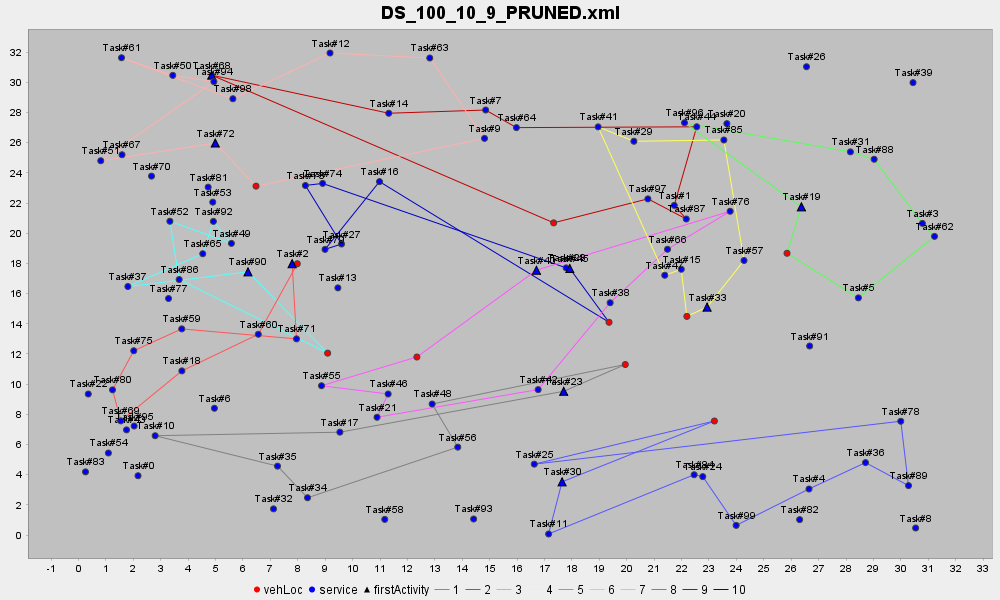 DS_100_10_9_PRUNED.xml
32
30
28
26
24
22
20
18
16
14
12
10
8
6
4
2
0
Task#61
Task#12
Task#63
Task#26
Task#50
Task#68
Task#94
Task#39
Task#98
Task#14
Task#7
Task#64
Task#41
Task#96
Task#44
Task#20
Task#72
Task#9
Task#29
Task#85
Task#51
Task#67
Task#31
Task#88
Task#70
Task#81
Task#74
Task#16
Task#53
Task#97
Task#1
Task#76
Task#19
Task#52
Task#92
Task#87
Task#3
Task#49
Task#27
Task#62
Task#65
Task#66
Task#90
Task#2
Task#15
Task#57
Task#37
Task#86
Task#13
Task#77
Task#38
Task#33
Task#5
Task#59
Task#60
Task#71
Task#75
Task#91
Task#18
Task#80
Task#55
Task#46
Task#42
Task#23
Task#6
Task#48
Task#21
Task#69
Task#95
Task#10
Task#17
Task#78
Task#54
Task#56
Task#83
Task#0
Task#35
Task#25
Task#30
Task#24
Task#36
Task#4
Task#89
Task#34
Task#32
Task#58
Task#93
Task#11
Task#99
Task#82
Task#8
-1 0 1 2 3 4 5 6 7 8 9 10 11 12 13 14 15 16 17 18 19 20 21 22 23 24 25 26 27 28 29 30 31 32 33
vehLoc service firstActivity 1 2 3 4 5 6 7 8 9 10